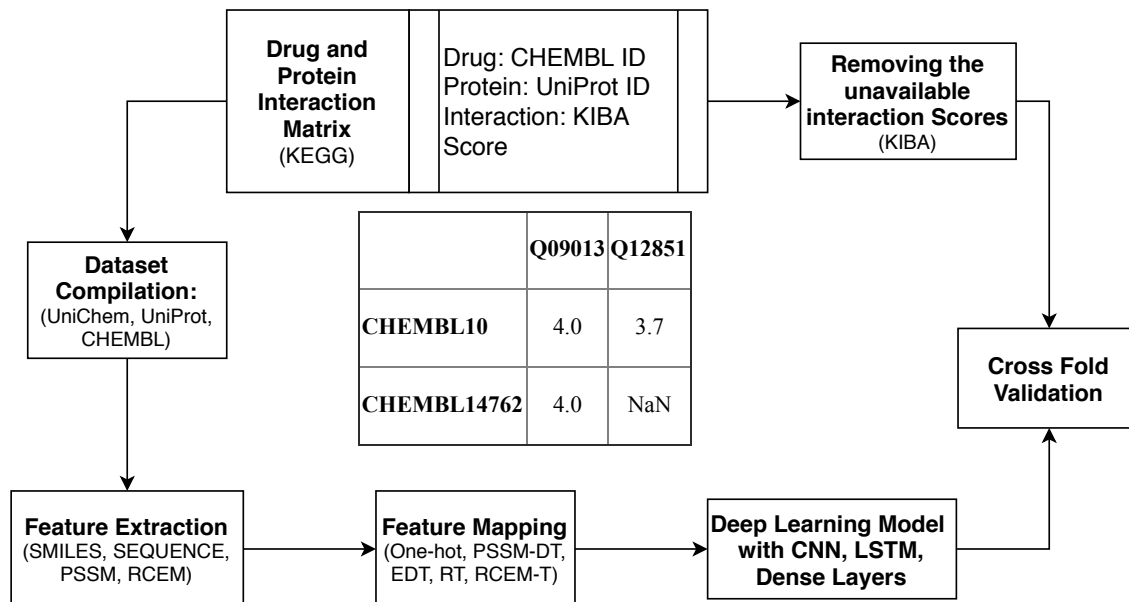 Drug and
Protein
Interaction
Matrix
(KEGG)
Drug: CHEMBL ID
Protein: UniProt ID
Interaction: KIBA
Score
Removing the
unavailable
interaction Scores
(KIBA)
Q09013 Q12851
CHEMBL10 4.0 3.7
CHEMBL14762 4.0 NaN
Dataset
Compilation:
(UniChem, UniProt,
CHEMBL)
Cross Fold
Validation
Feature Extraction
(SMILES, SEQUENCE,
PSSM, RCEM)
Feature Mapping
(One-hot, PSSM-DT,
EDT, RT, RCEM-T)
Deep Learning Model
with CNN, LSTM,
Dense Layers